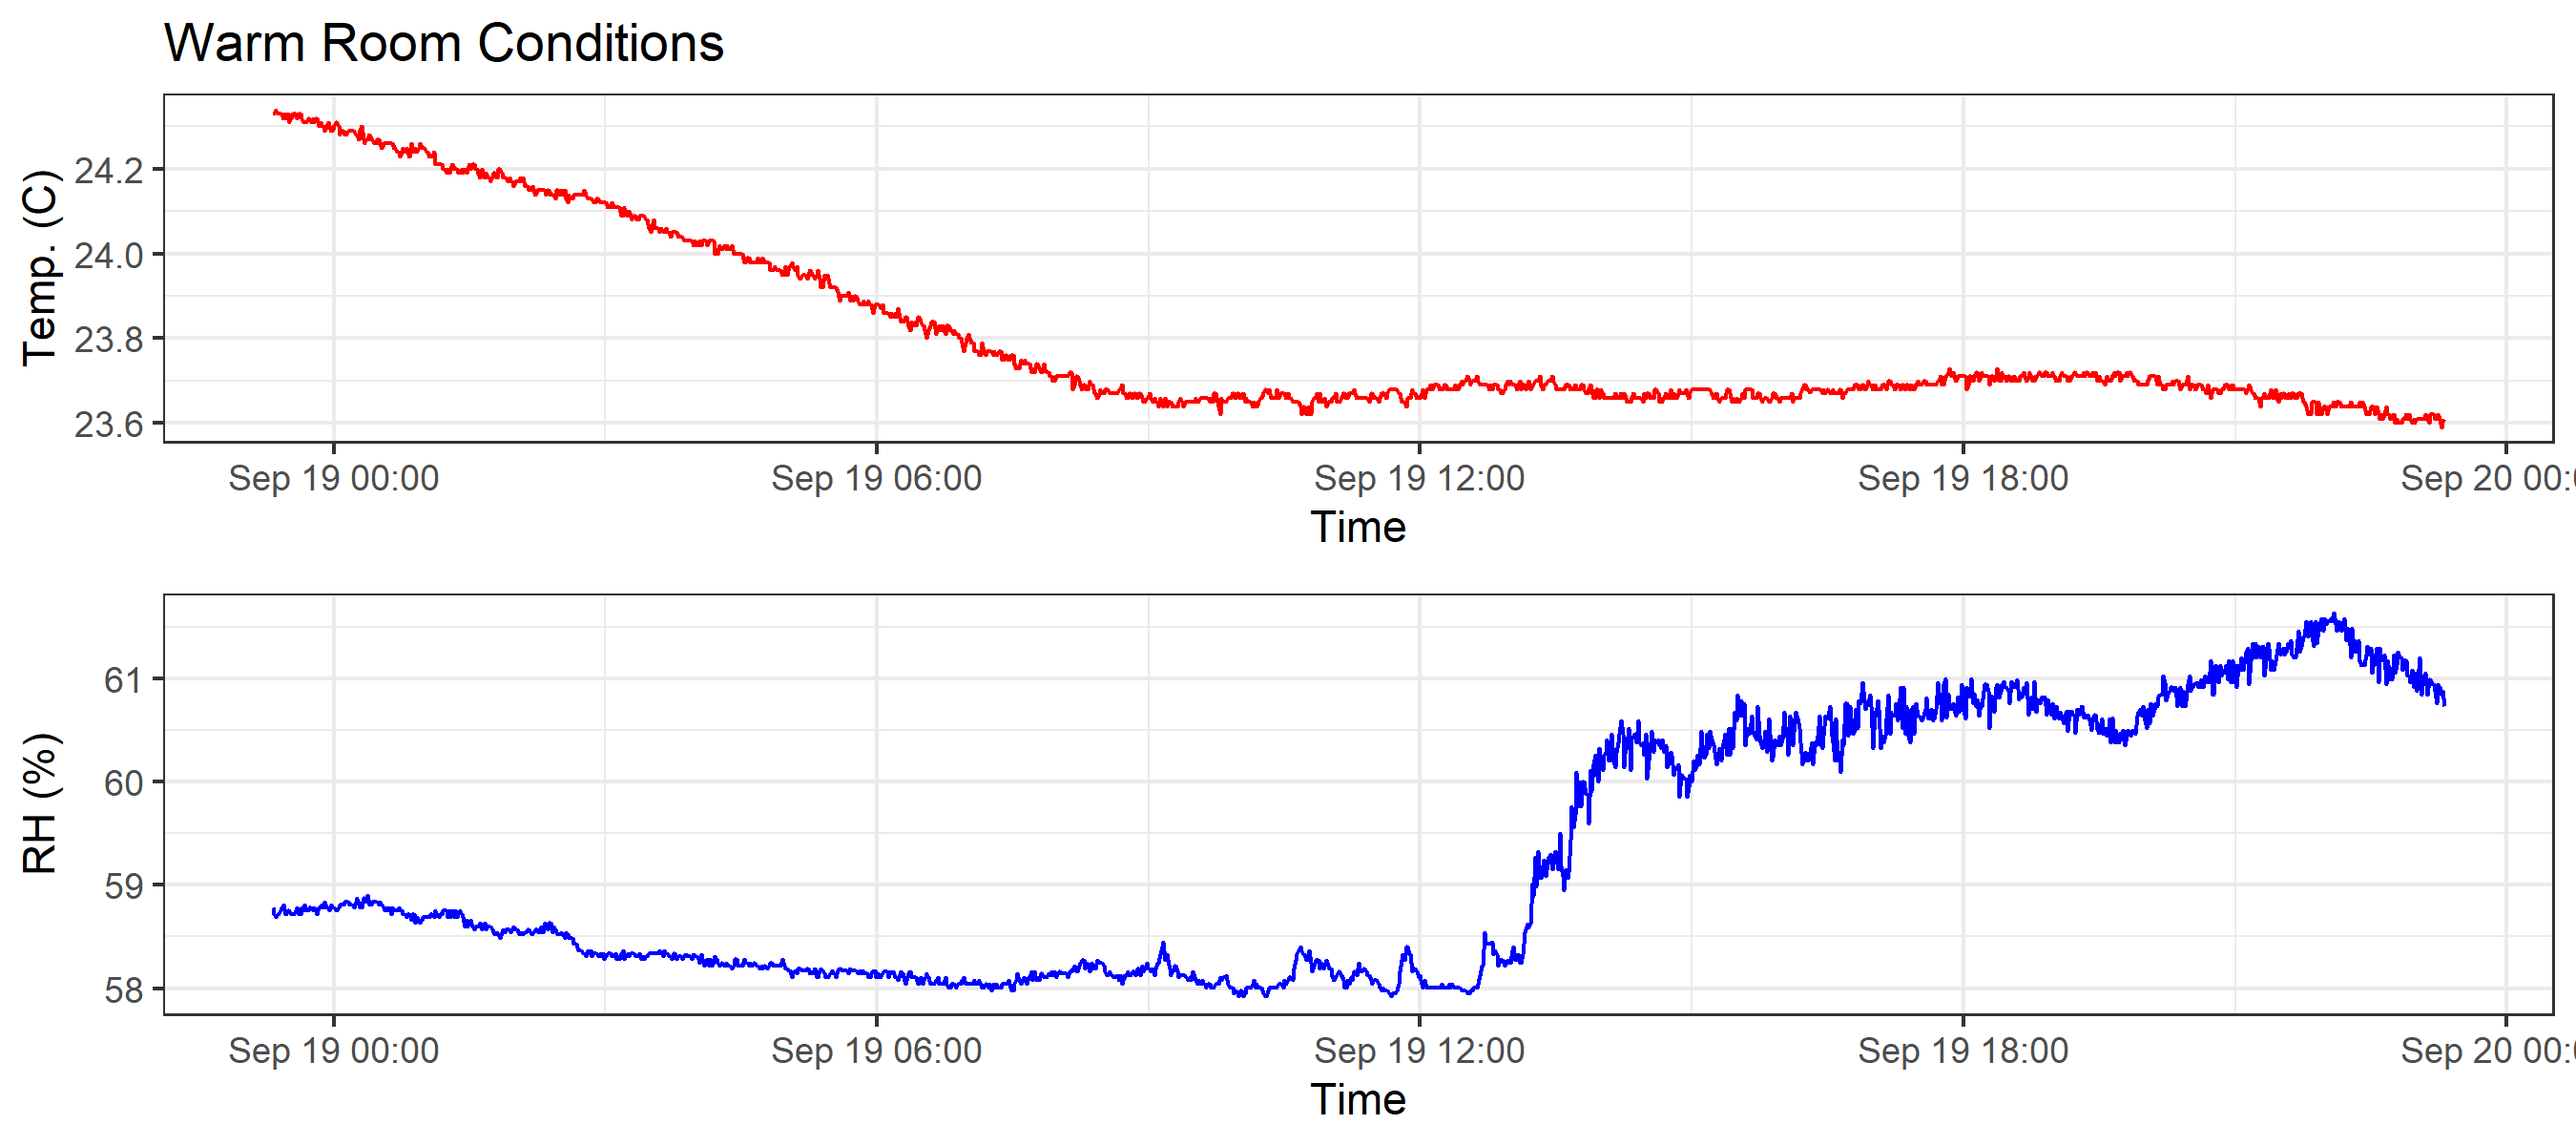 Warm Room Conditions
Temp. (C)
24.2
24.0
23.8
23.6
Sep 19 00:00 Sep 19 06:00 Sep 19 12:00 Sep 19 18:00 Sep 20 00:
Time
RH (%)
61
60
59
58
Sep 19 00:00 Sep 19 06:00 Sep 19 12:00 Sep 19 18:00 Sep 20 00:
Time